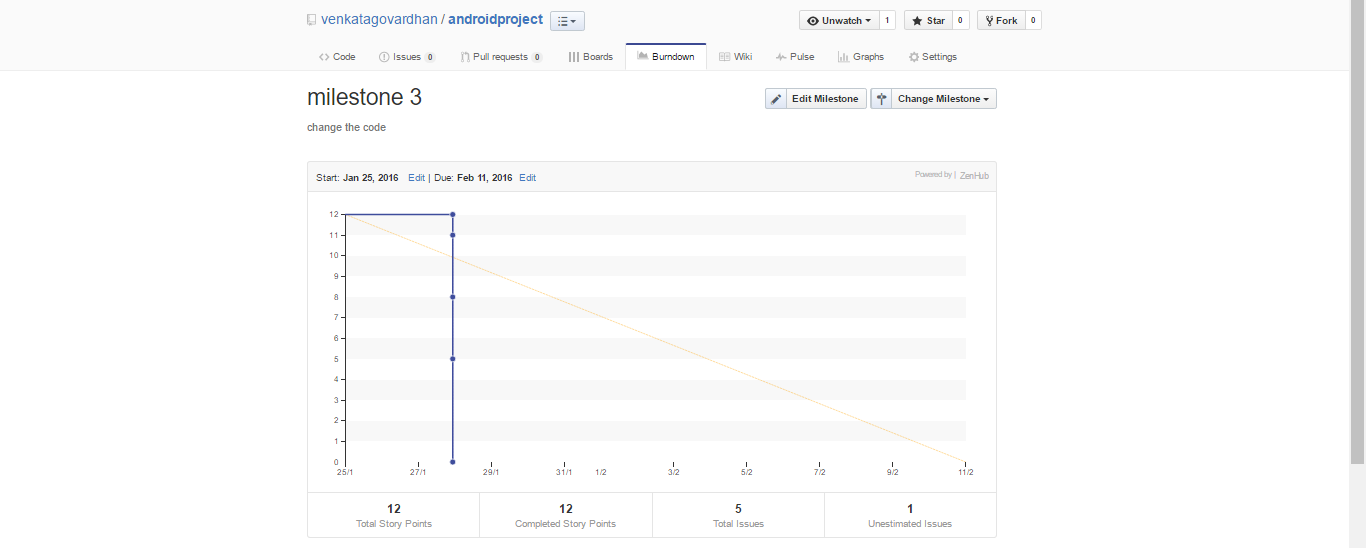 venkatagovardhan / androidproject
Unwatch 1 Star 0 Fork 0
Code Issues 0 Pull requests 0 Boards Burndown Wiki Pulse Graphs Settings
milestone 3
Edit Milestone Change Milestone
change the code
Start: Jan 25, 2016 Edit | Due: Feb 11, 2016 Edit
Powered by | ZenHub
12
11
10
9
8
7
6
5
4
3
2
1
0
25/1 27/1 29/1 31/1 1/2 3/2 5/2 7/2 9/2 11/2
12 12 5 1
Total Story Points Completed Story Points Total Issues Unestimated Issues